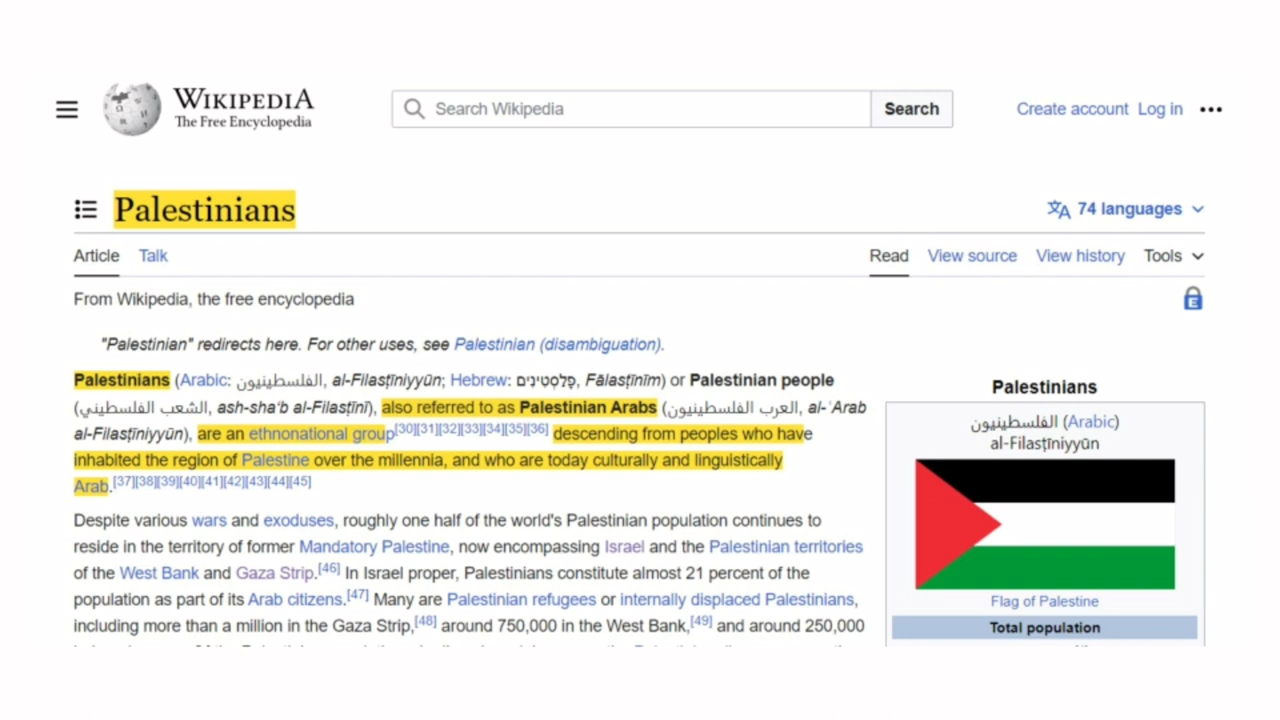 WIKIPEDIA
The Free Encyclopedia
Search Wikipedia
Search
Create account Log in
Palestinians
74 languages
Article Talk
Read View source View history Tools
From Wikipedia, the free encyclopedia
"Palestinian" redirects here. For other uses, see Palestinian (disambiguation).
Palestinians (Arabic: الفلسطينيون, al-Filasṭīniyyūn; Hebrew: פָלַסְטִינִים, Fālasṭīnīm) or Palestinian people
(الشعب الفلسطيني, ash-sha‘b al-Filasṭīnī), also referred to as Palestinian Arabs (العرب الفلسطينيون, al-ʿArab
al-Filasṭīniyyūn), are an ethnonational group[30][31][32][33][34][35][36] descending from peoples who have
inhabited the region of Palestine over the millennia, and who are today culturally and linguistically
Arab.[37][38][39][40][41][42][43][44][45]
Despite various wars and exoduses, roughly one half of the world's Palestinian population continues to
reside in the territory of former Mandatory Palestine, now encompassing Israel and the Palestinian territories
of the West Bank and Gaza Strip.[46] In Israel proper, Palestinians constitute almost 21 percent of the
population as part of its Arab citizens.[47] Many are Palestinian refugees or internally displaced Palestinians,
including more than a million in the Gaza Strip,[48] around 750,000 in the West Bank,[49] and around 250,000
Palestinians
الفلسطينيون (Arabic)
al-Filasṭīniyyūn
Flag of Palestine
Total population